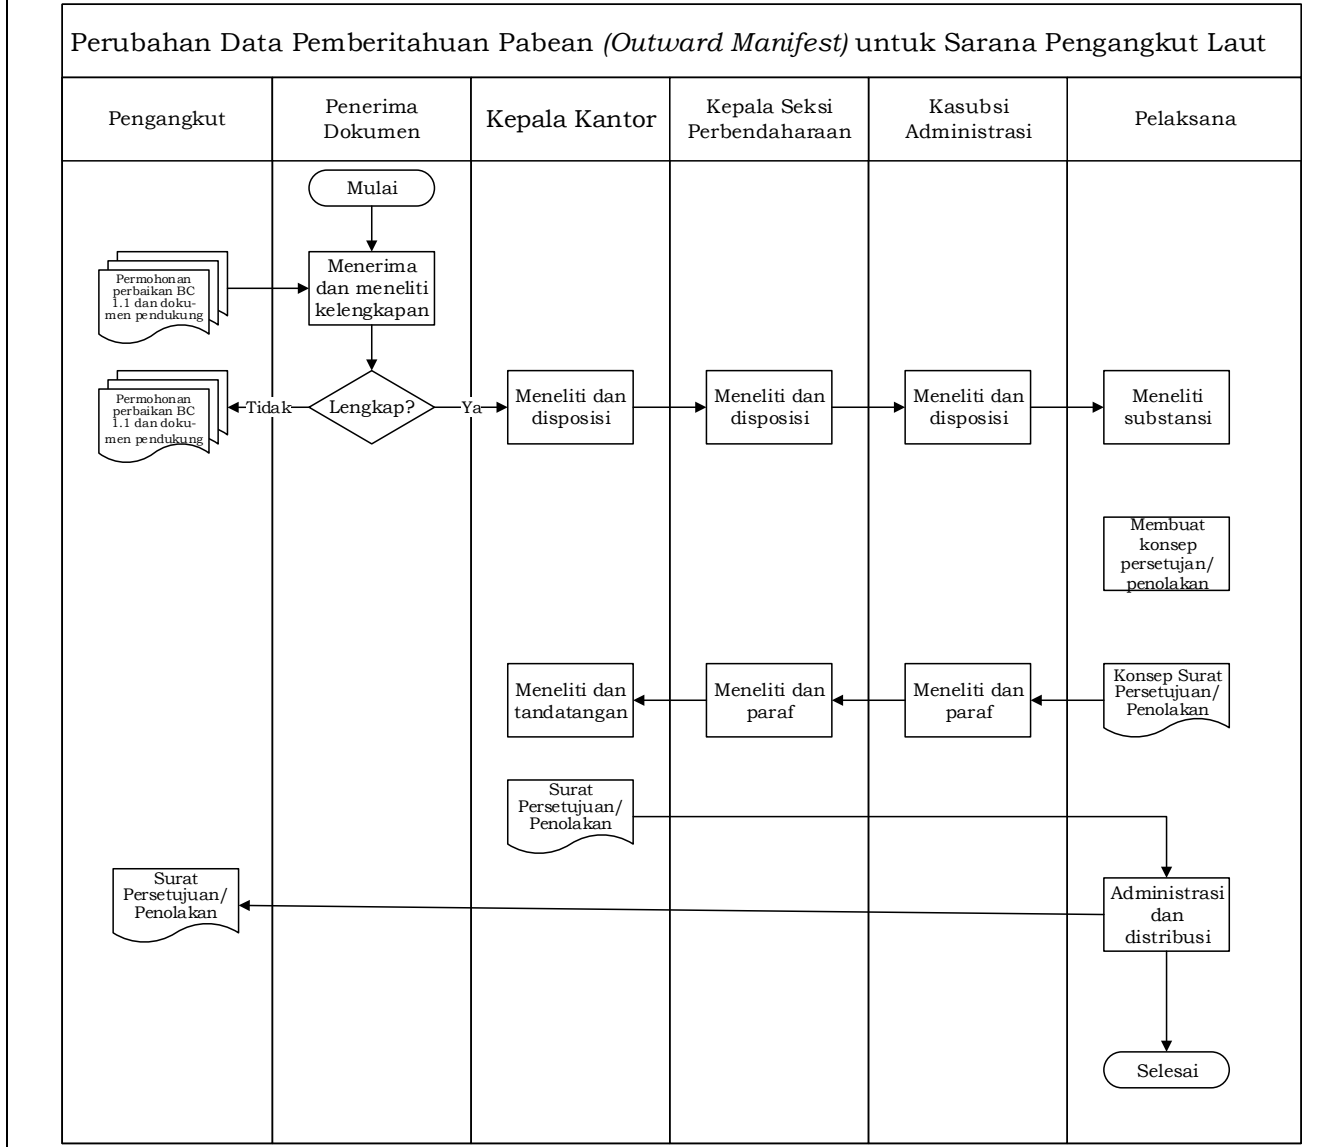 Perubahan Data Pemberitahuan Pabean (Outward Manifest) untuk Sarana Pengangkut Laut
Pengangkut
Penerima
Dokumen
Kepala Kantor
Kepala Seksi
Perbendaharaan
Kasubsi
Administrasi
Pelaksana
Mulai
Permohonan
perbaikan BC
1.1 dan doku-
men pendukung
Menerima
dan meneliti
kelengkapan
Permohonan
perbaikan BC
1.1 dan doku-
men pendukung
Tidak
Lengkap?
Ya
Meneliti dan
disposisi
Meneliti dan
disposisi
Meneliti dan
disposisi
Meneliti
substansi
Membuat
konsep
persetujan/
penolakan
Meneliti dan
tandatangan
Meneliti dan
paraf
Meneliti dan
paraf
Konsep Surat
Persetujuan/
Penolakan
Surat
Persetujuan/
Penolakan
Surat
Persetujuan/
Penolakan
Administrasi
dan
distribusi
Selesai